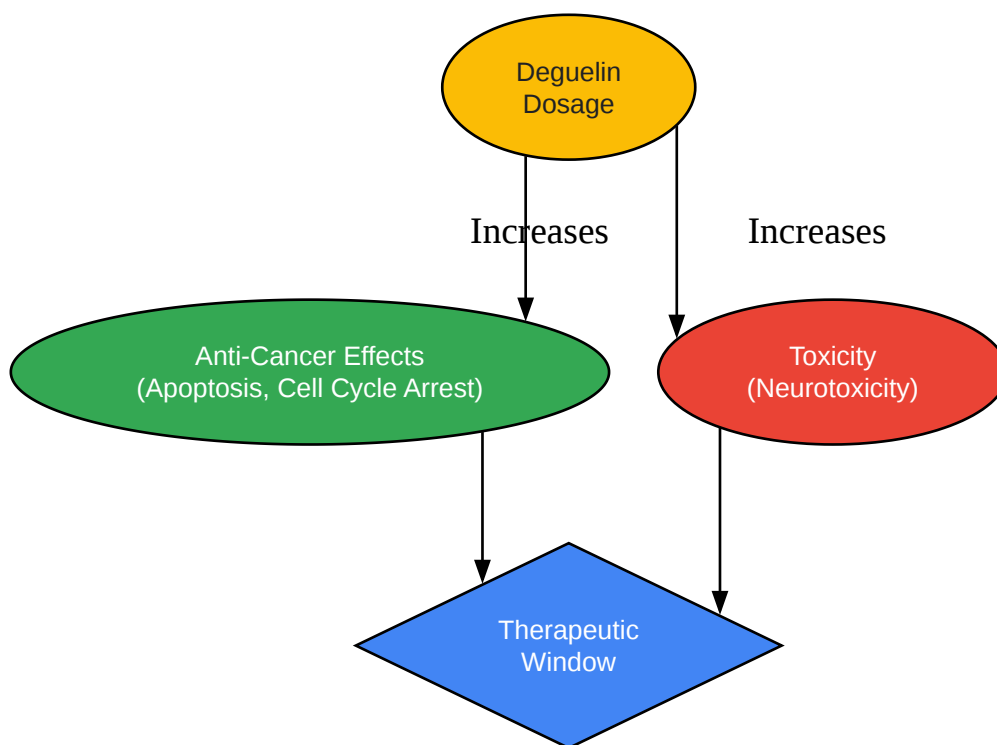 Deguelin
Dosage
Increases
Increases
Anti-Cancer Effects
(Apoptosis, Cell Cycle Arrest)
Toxicity
(Neurotoxicity)
Therapeutic
Window